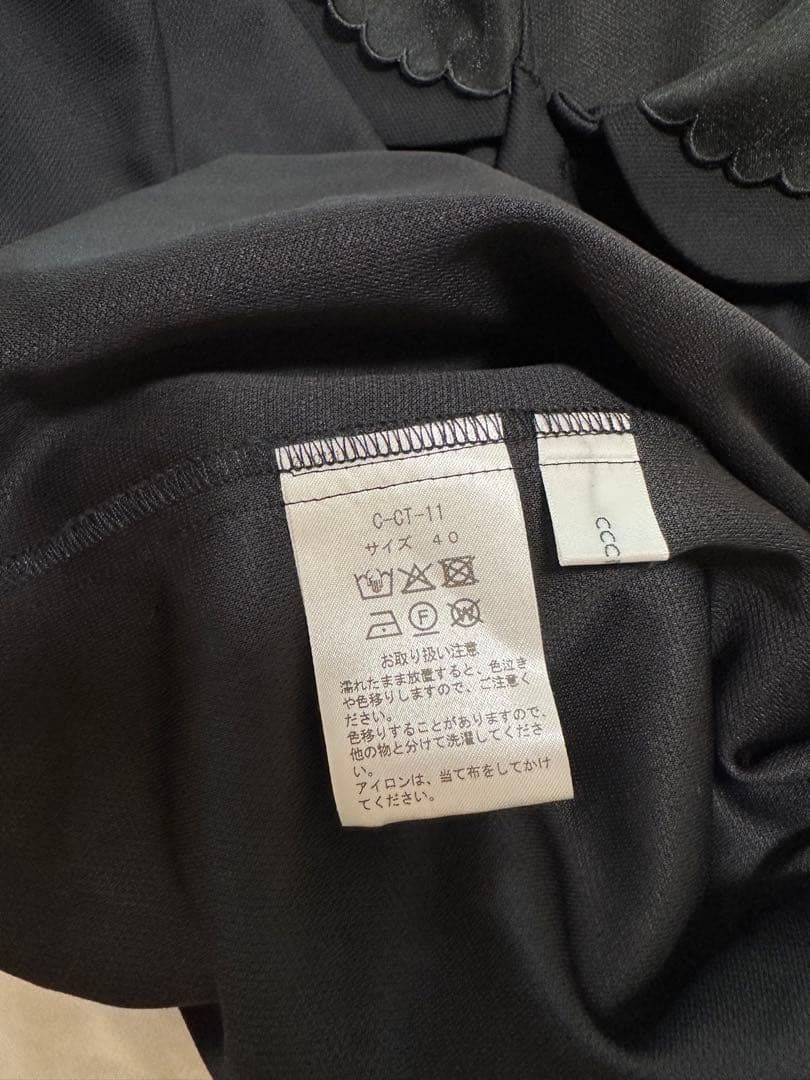 C-CT-11
サイズ 40
F W
お取り扱い注意
濡れたまま放置すると、色泣き
や色移りしますので、ご注意く
ださい。
色移りすることがありますので、
他の物と分けて洗濯してくださ
い。
アイロンは、当て布をしてかけ
てください。
CCC